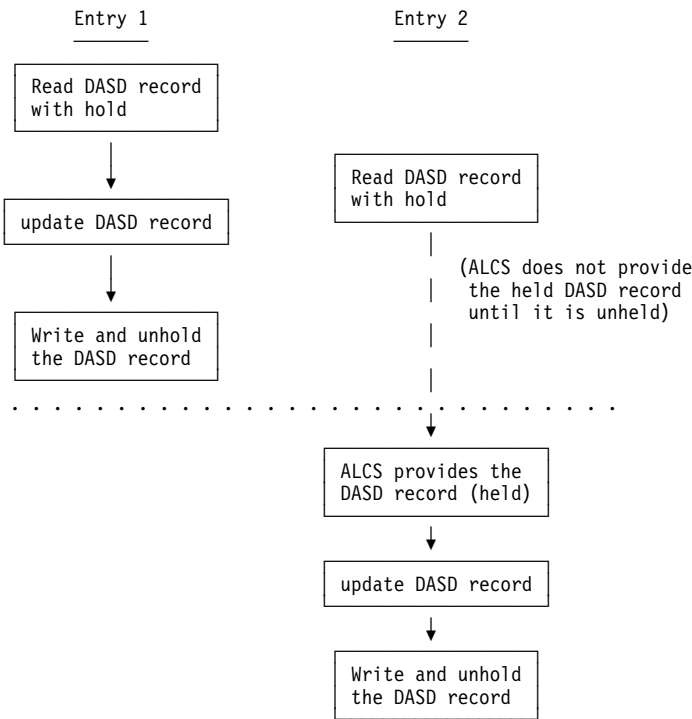 Entry 1
Entry 2
Read DASD record
with hold
Read DASD record
with hold
update DASD record
(ALCS does not provide
the held DASD record
until it is unheld)
Write and unhold
the DASD record
ALCS provides the
DASD record (held)
update DASD record
Write and unhold
the DASD record